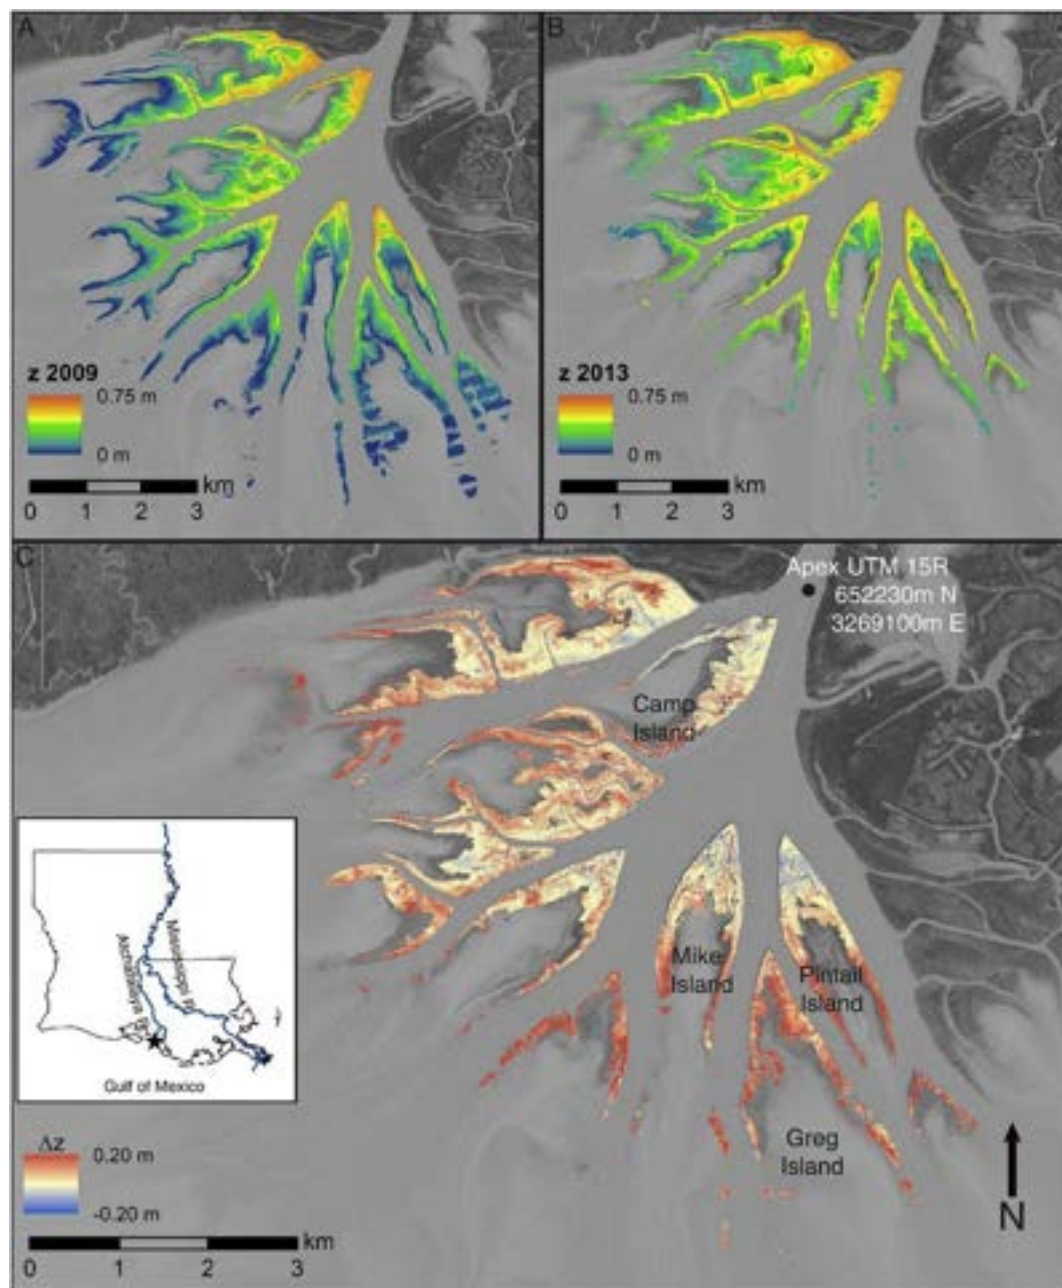 A
z 2009
0.75 m
0 m
km
0 1 2 3
B
z 2013
0.75 m
0 m
km
0 1 2 3
C
Apex UTM 15R
652230m N
3269100m E
Camp
Island
Mike
Island
Pintail
Island
Greg
Island
Mississippi R.
Atchafalaya R.
Gulf of Mexico
Δz
0.20 m
-0.20 m
km
0 1 2 3
N